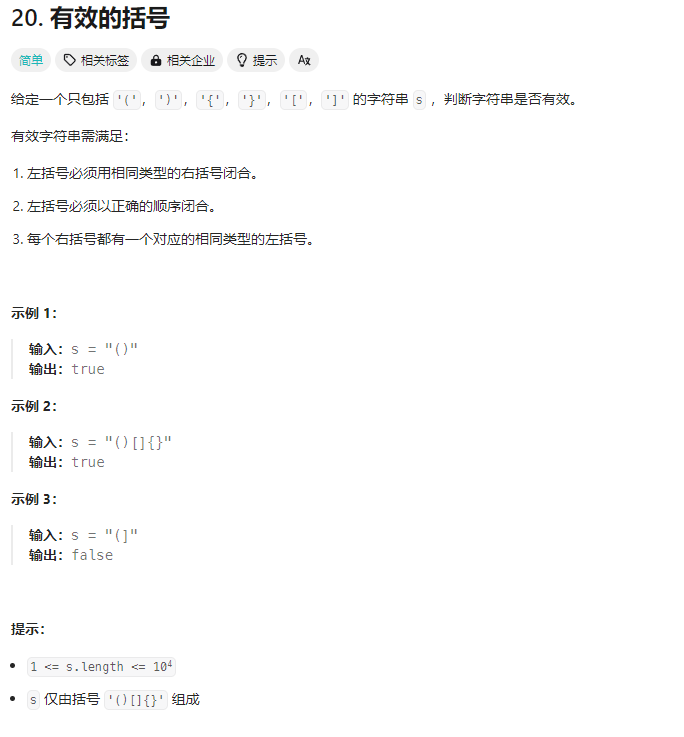 20. 有效的括号
简单 相关标签 相关企业 提示 Aあ
给定一个只包括 '('，')'，'{'，'}'，'['，']' 的字符串 s ，判断字符串是否有效。
有效字符串需满足：
1. 左括号必须用相同类型的右括号闭合。
2. 左括号必须以正确的顺序闭合。
3. 每个右括号都有一个对应的相同类型的左括号。
示例 1：
输入：s = "()"
输出：true
示例 2：
输入：s = "()[]{}"
输出：true
示例 3：
输入：s = "(]"
输出：false
提示：
1 <= s.length <= 10⁴
s 仅由括号 '()[]{}' 组成